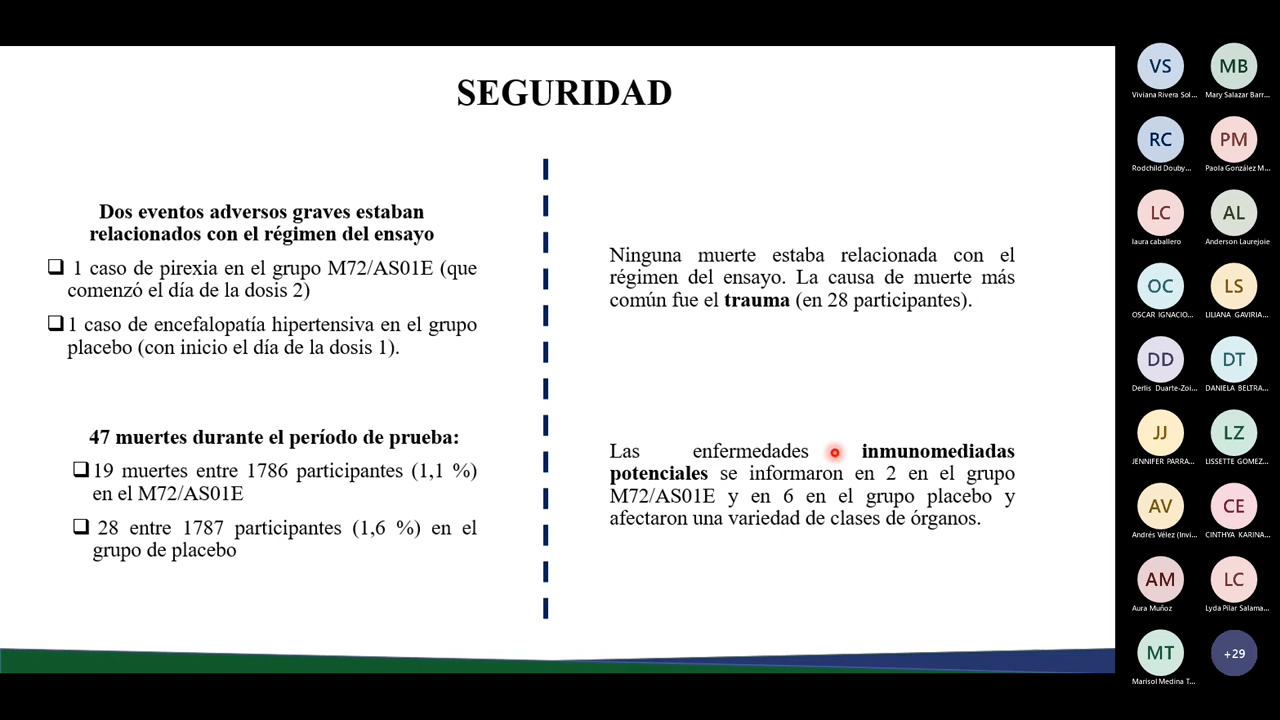 SEGURIDAD
Dos eventos adversos graves estaban
relacionados con el régimen del ensayo
1 caso de pirexia en el grupo M72/AS01E (que
comenzó el día de la dosis 2)
1 caso de encefalopatía hipertensiva en el grupo
placebo (con inicio el día de la dosis 1).
47 muertes durante el período de prueba:
19 muertes entre 1786 participantes (1,1 %)
en el M72/AS01E
28 entre 1787 participantes (1,6 %) en el
grupo de placebo
Ninguna muerte estaba relacionada con el
régimen del ensayo. La causa de muerte más
común fue el trauma (en 28 participantes).
Las enfermedades inmunomediadas
potenciales se informaron en 2 en el grupo
M72/AS01E y en 6 en el grupo placebo y
afectaron una variedad de clases de órganos.
VS MB
Viviana Rivera Sol... Mary Salazar Barr...
RC PM
Rodchild Douby... Paola González M...
LC AL
laura caballero Anderson Laurejoie
OC LS
OSCAR IGNACIO... LILIANA GAVIRIA...
DD DT
Derlis Duarte-Zoi... DANIELA BELTRA...
JJ LZ
JENNIFER PARRA... LISSETTE GOMEZ...
AV CE
Andrés Vélez (Invi... CINTHYA KARINA...
AM LC
Aura Muñoz Lyda Pilar Salama...
MT +29
Marisol Medina T...